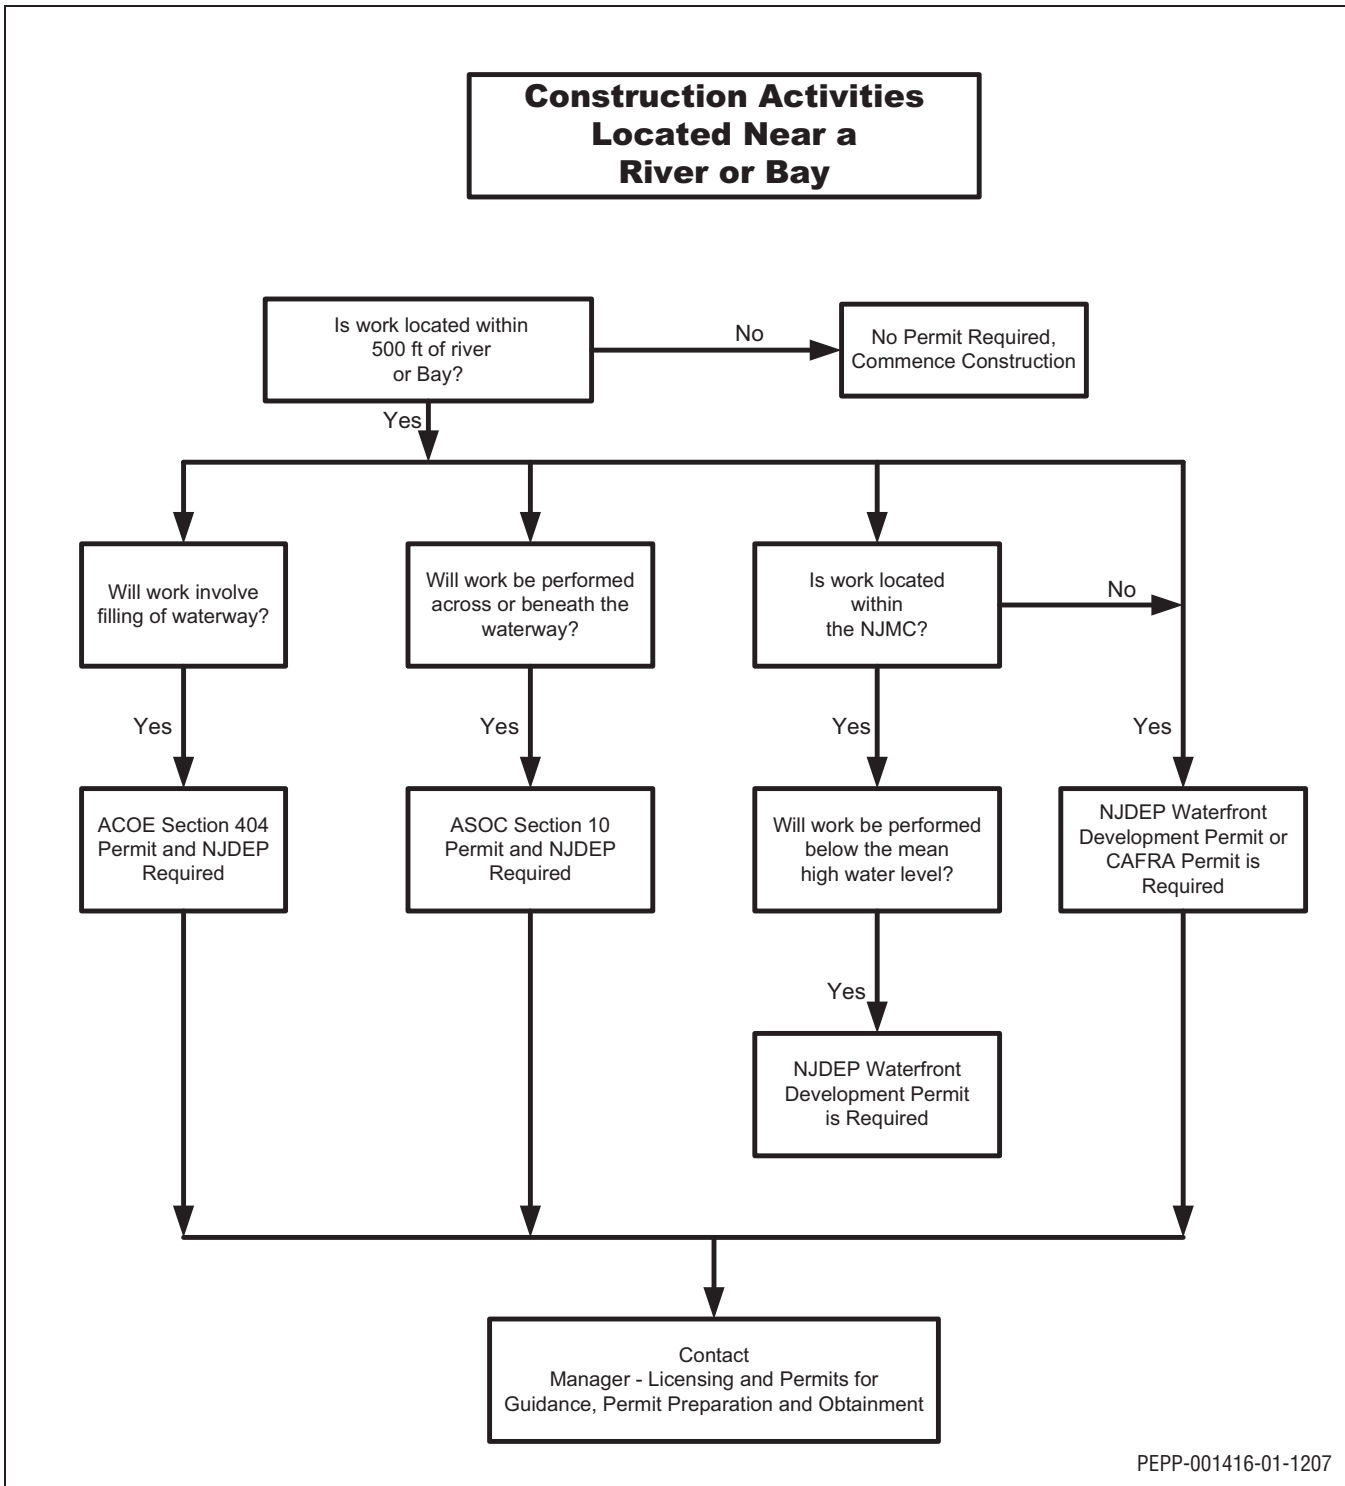 Construction Activities
Located Near a
River or Bay
Is work located within
500 ft of river
or Bay?
No
No Permit Required,
Commence Construction
Yes
Will work involve
filling of waterway?
Will work be performed
across or beneath the
waterway?
Is work located
within
the NJMC?
No
Yes
Yes
Yes
Yes
ACOE Section 404
Permit and NJDEP
Required
ASOC Section 10
Permit and NJDEP
Required
Will work be performed
below the mean
high water level?
NJDEP Waterfront
Development Permit or
CAFRA Permit is
Required
Yes
NJDEP Waterfront
Development Permit
is Required
Contact
Manager - Licensing and Permits for
Guidance, Permit Preparation and Obtainment
PEPP-001416-01-1207